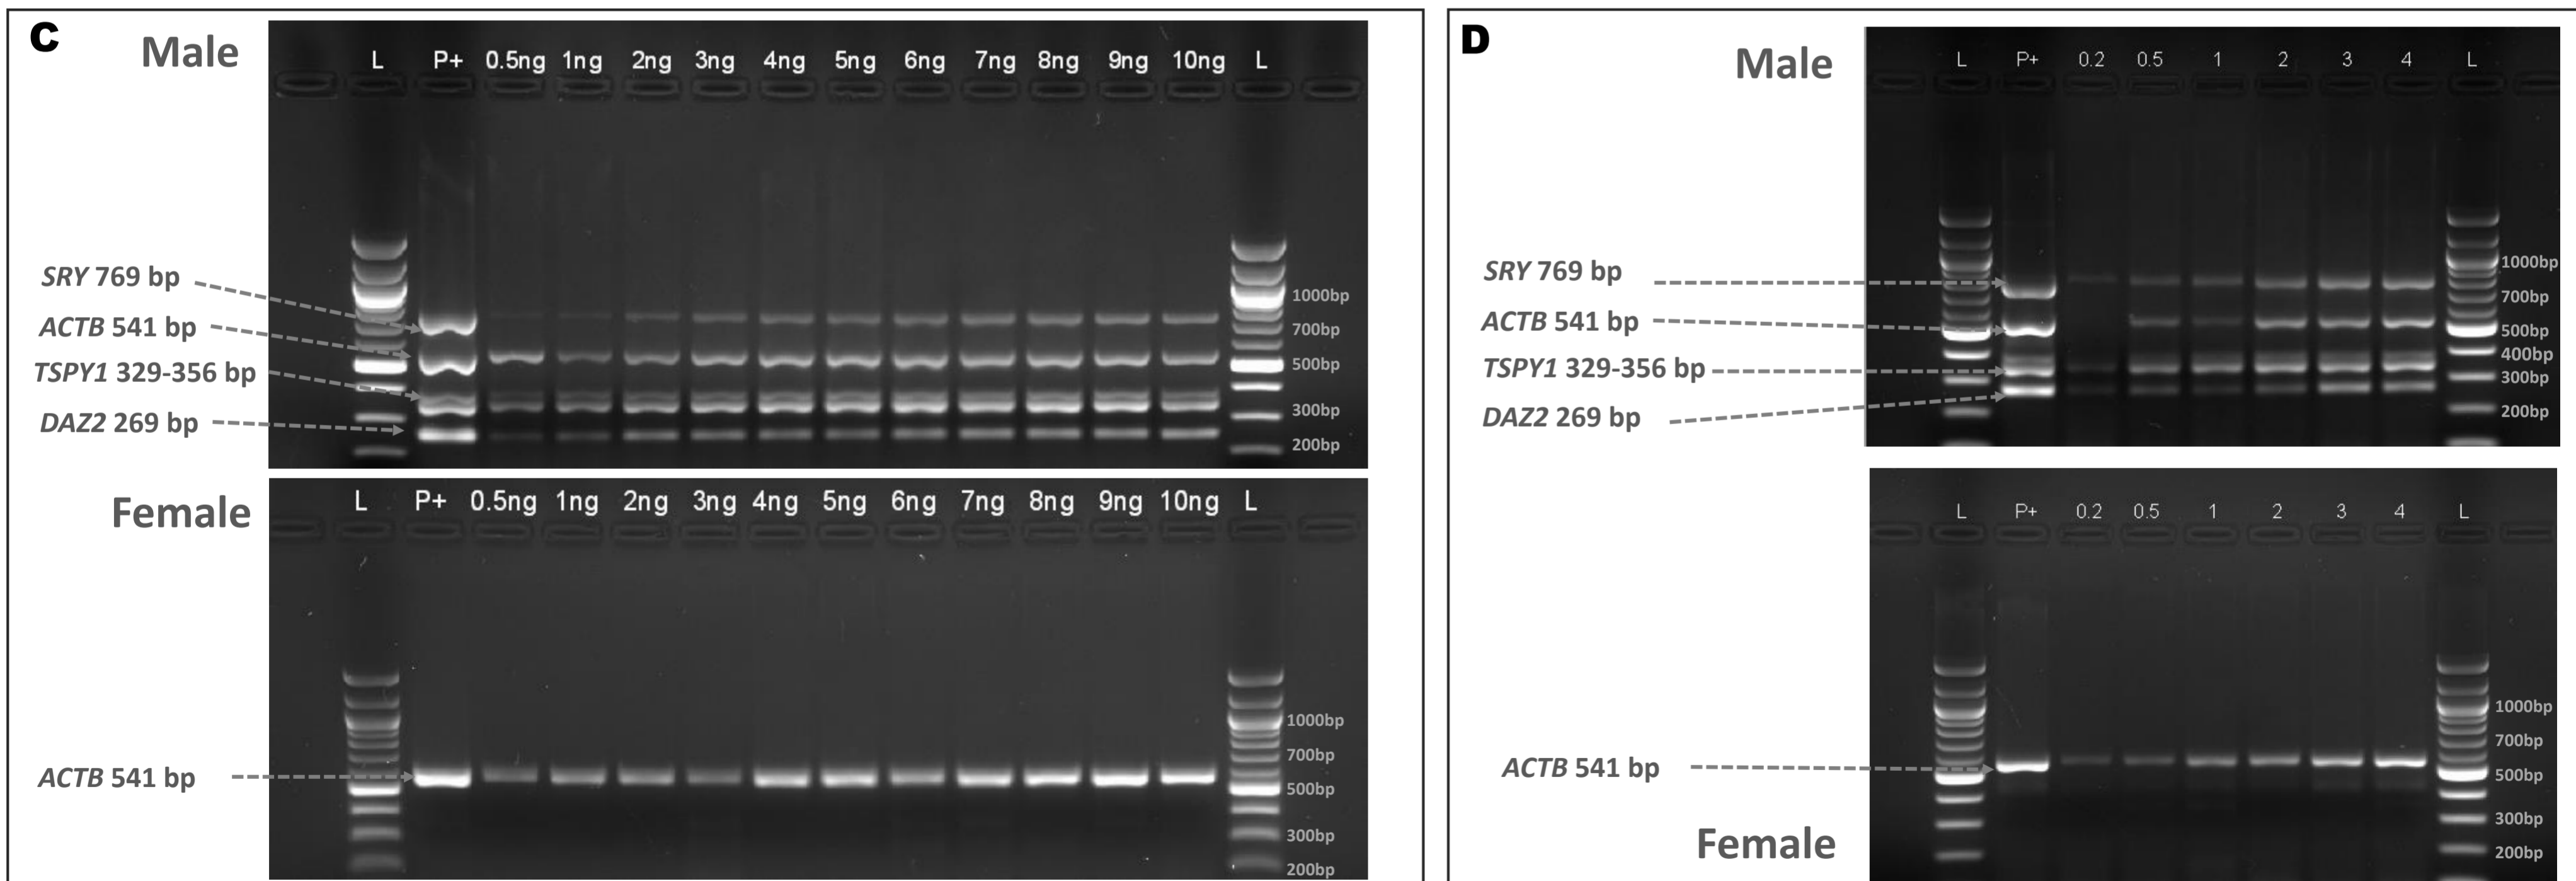 C
Male
L P+ 0.5ng 1ng 2ng 3ng 4ng 5ng 6ng 7ng 8ng 9ng 10ng L
SRY 769 bp
ACTB 541 bp
TSPY1 329-356 bp
DAZ2 269 bp
1000bp
700bp
500bp
300bp
200bp
Female
L P+ 0.5ng 1ng 2ng 3ng 4ng 5ng 6ng 7ng 8ng 9ng 10ng L
ACTB 541 bp
1000bp
700bp
500bp
300bp
200bp
D
Male
L P+ 0.2 0.5 1 2 3 4 L
SRY 769 bp
ACTB 541 bp
TSPY1 329-356 bp
DAZ2 269 bp
1000bp
700bp
500bp
400bp
300bp
200bp
L P+ 0.2 0.5 1 2 3 4 L
ACTB 541 bp
1000bp
700bp
500bp
300bp
200bp
Female